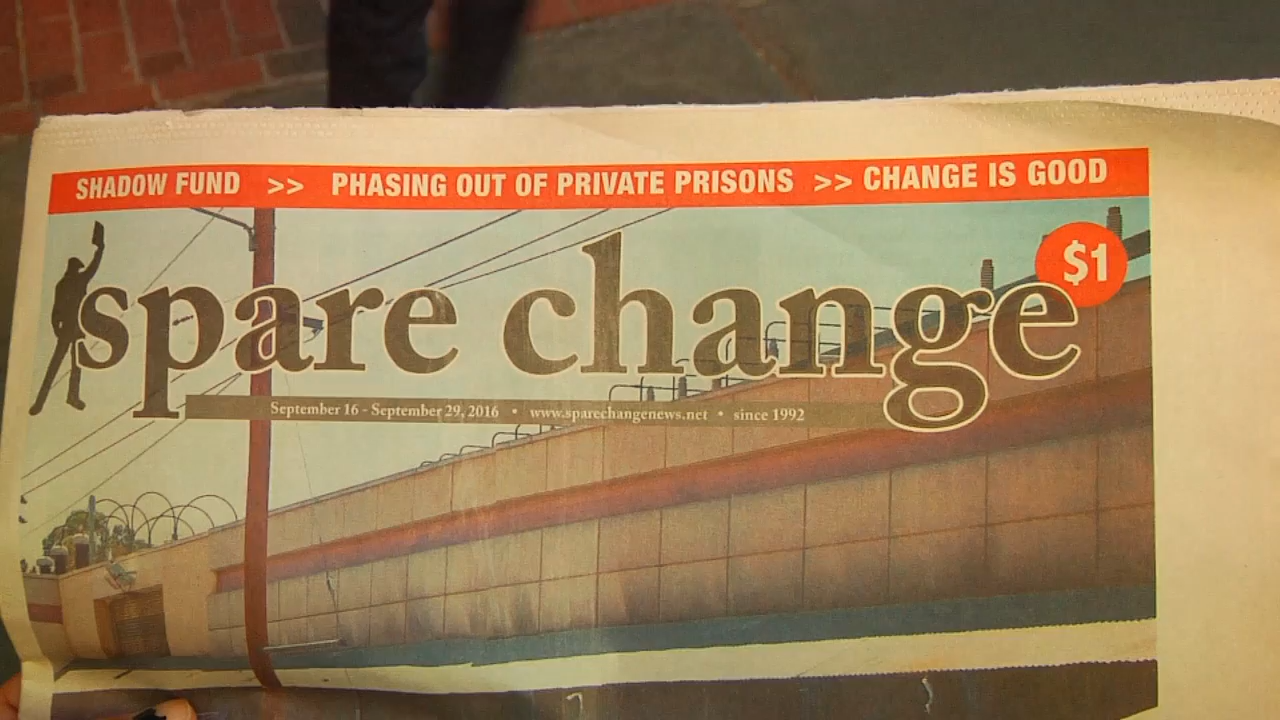 SHADOW FUND >> PHASING OUT OF PRIVATE PRISONS >> CHANGE IS GOOD
$1
spare change
September 16 - September 29, 2016 • www.sparechangenews.net • since 1992